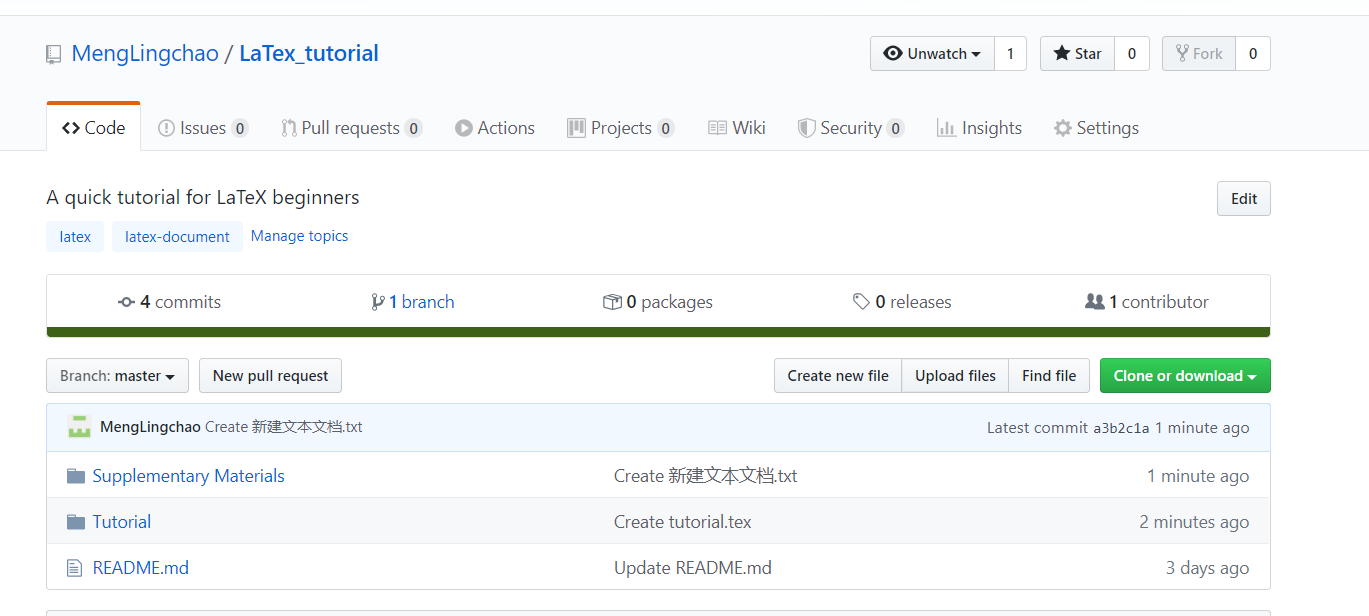 MengLingchao / LaTex_tutorial
Unwatch 1 Star 0 Fork 0
Code Issues 0 Pull requests 0 Actions Projects 0 Wiki Security 0 Insights Settings
A quick tutorial for LaTeX beginners
Edit
latex latex-document Manage topics
4 commits 1 branch 0 packages 0 releases 1 contributor
Branch: master New pull request Create new file Upload files Find file Clone or download
MengLingchao Create 新建文本文档.txt Latest commit a3b2c1a 1 minute ago
Supplementary Materials Create 新建文本文档.txt 1 minute ago
Tutorial Create tutorial.tex 2 minutes ago
README.md Update README.md 3 days ago